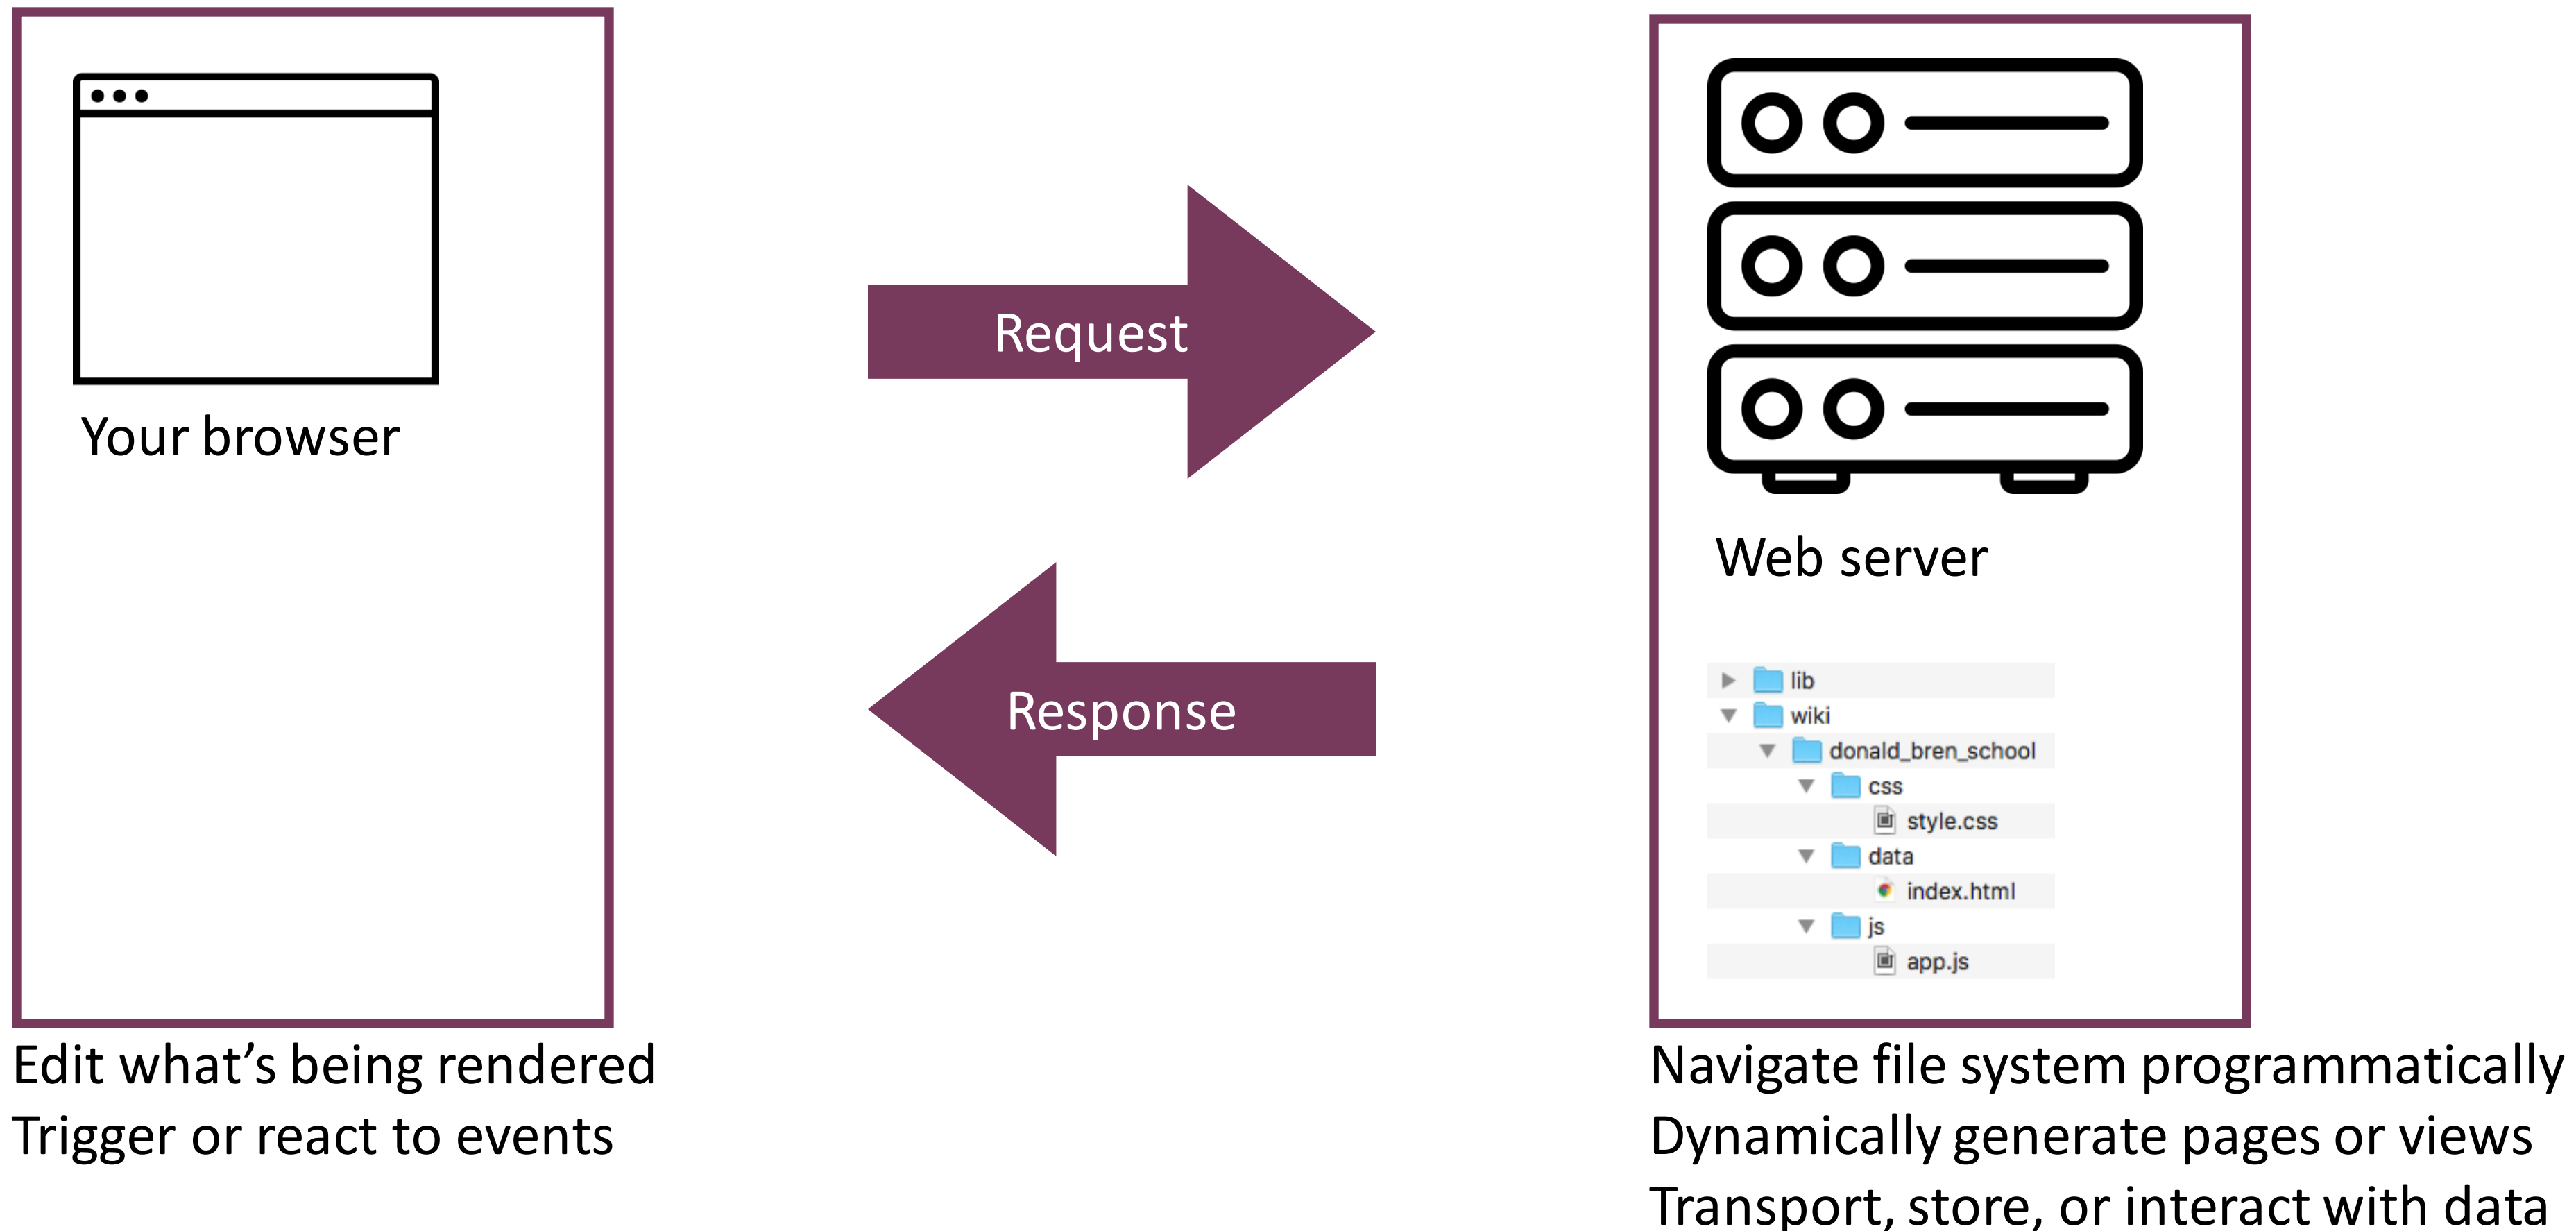 Your browser
Edit what's being rendered
Trigger or react to events
Request
Response
Web server
lib
wiki
donald_bren_school
css
style.css
data
index.html
js
app.js
Navigate file system programmatically
Dynamically generate pages or views
Transport, store, or interact with data